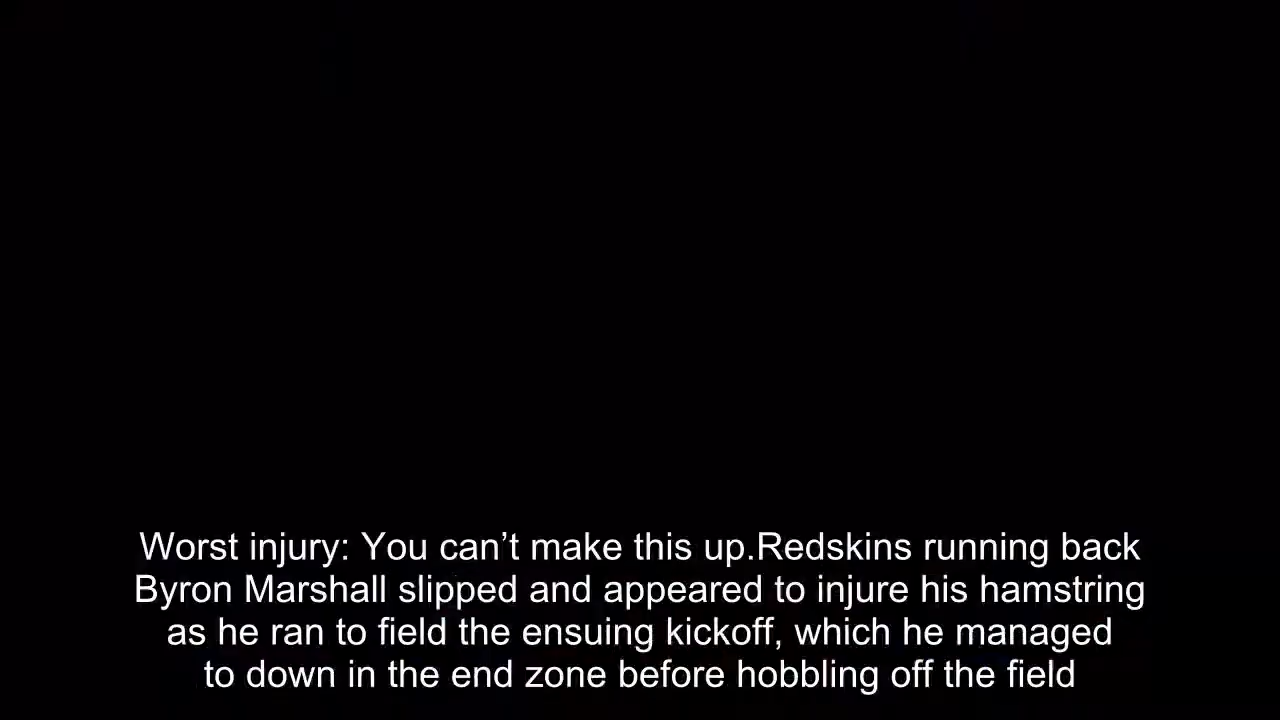 Worst injury: You can’t make this up.Redskins running back
Byron Marshall slipped and appeared to injure his hamstring
as he ran to field the ensuing kickoff, which he managed
to down in the end zone before hobbling off the field